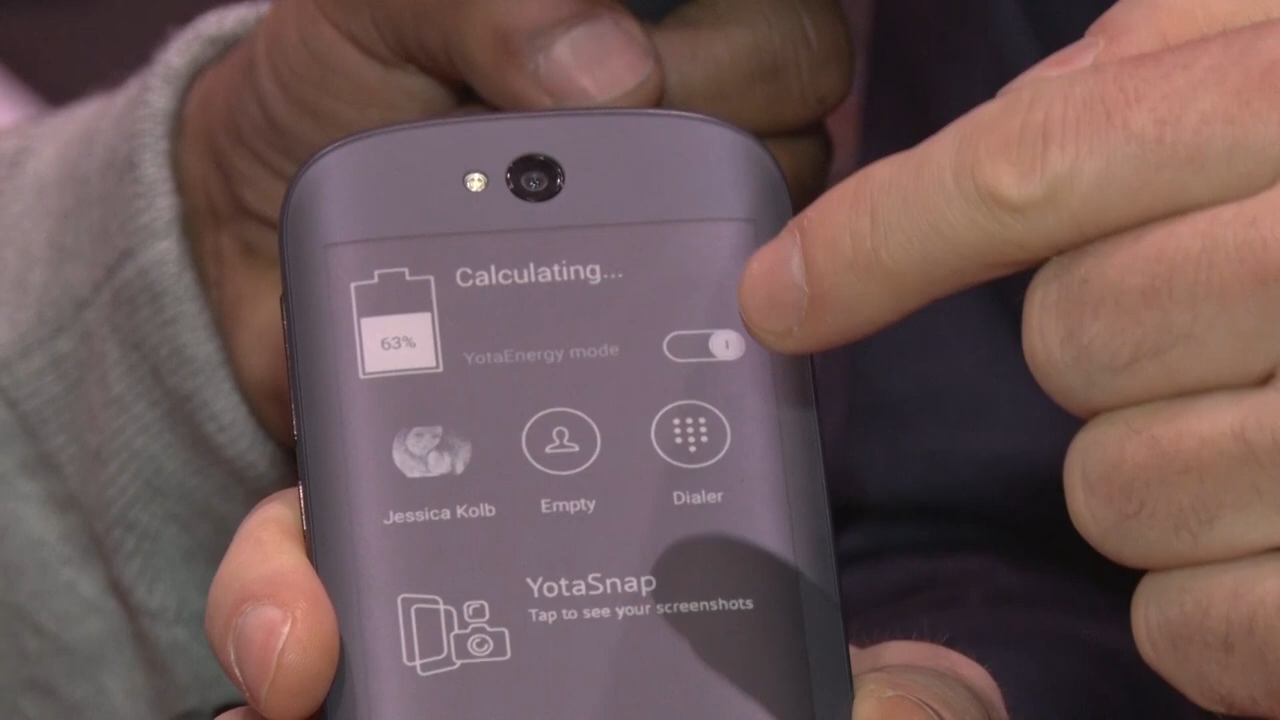 Calculating...
63%
YotaEnergy mode
Jessica Kolb
Empty
Dialer
YotaSnap
Tap to see your screenshots